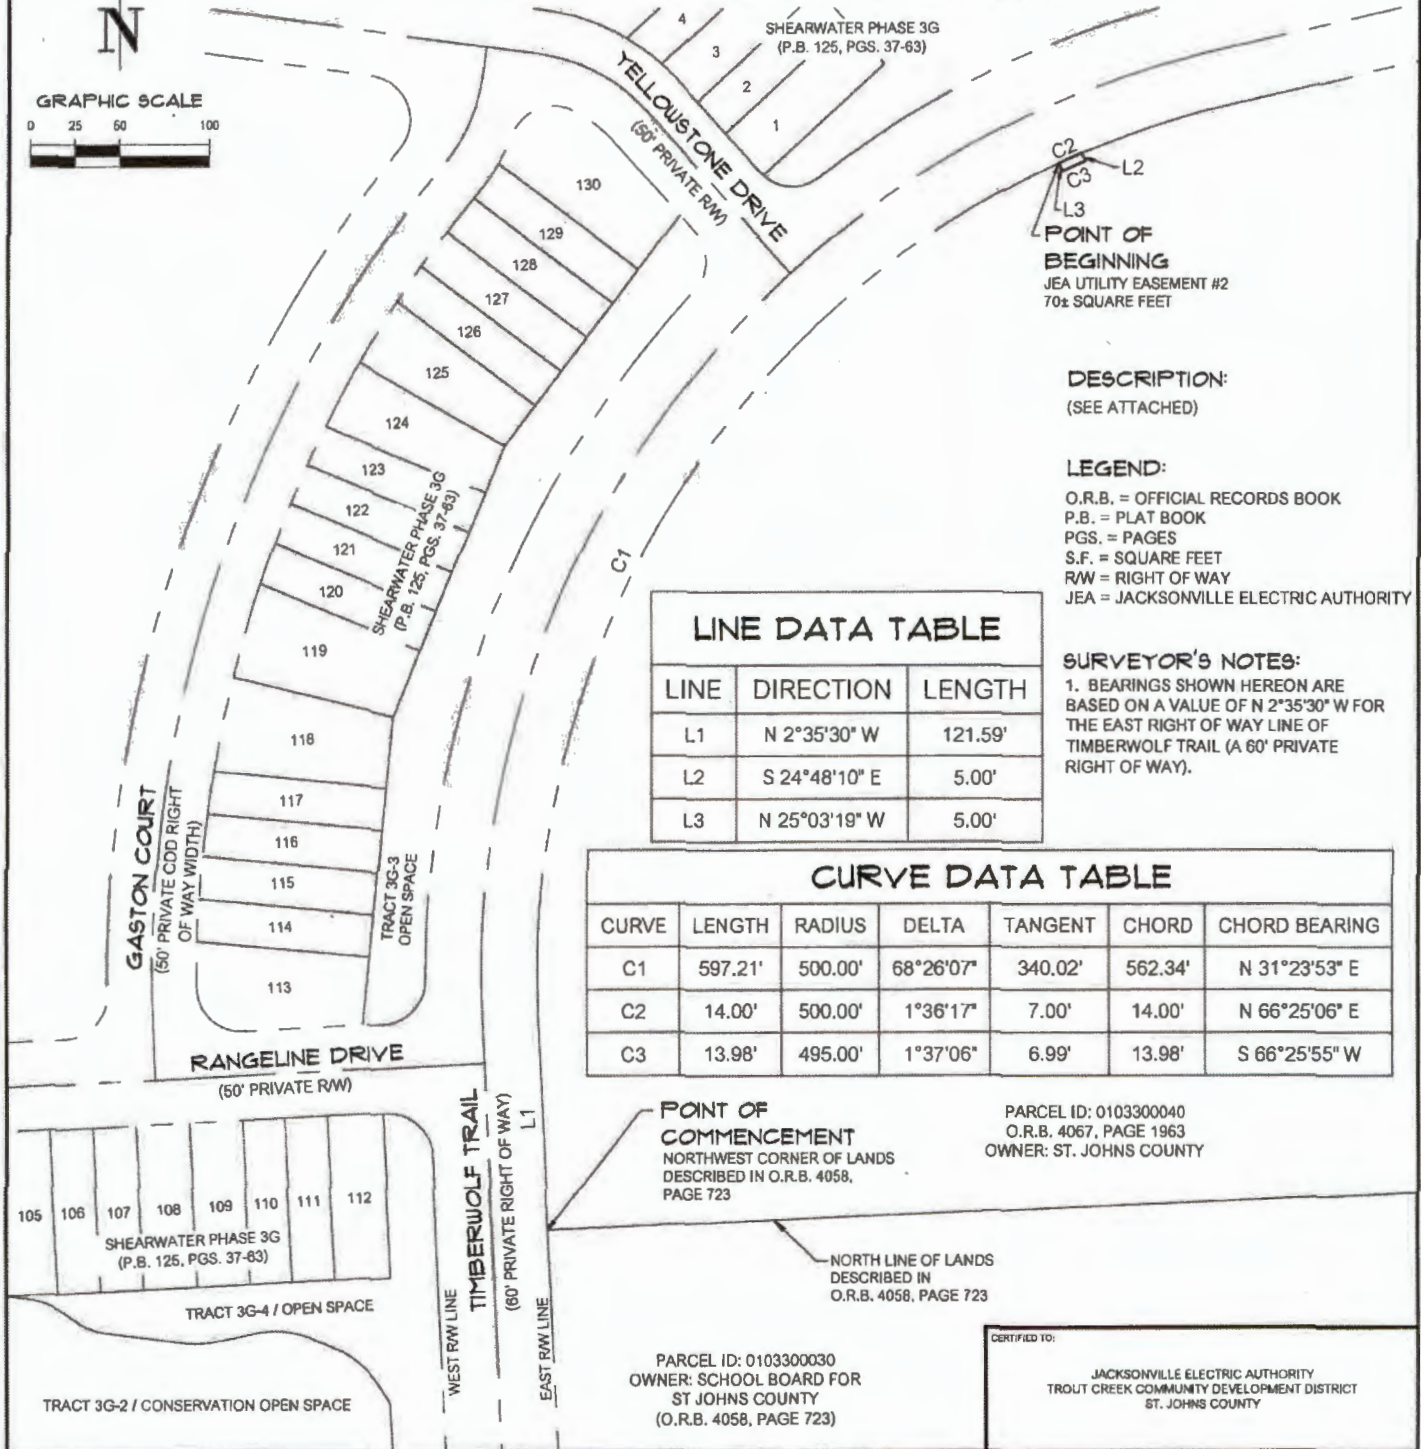 N
GRAPHIC SCALE
0 25 50 100
4
3
2
1
SHEARWATER PHASE 3G
(P.B. 125, PGS. 37-63)
YELLOWSTONE DRIVE
(50' PRIVATE R/W)
C2
C3
L2
L3
POINT OF
BEGINNING
JEA UTILITY EASEMENT #2
70± SQUARE FEET
130
129
128
127
126
125
124
123
122
121
120
119
118
117
116
115
114
113
SHEARWATER PHASE 3G
(P.B. 125, PGS. 37-63)
C1
DESCRIPTION:
(SEE ATTACHED)
LEGEND:
O.R.B. = OFFICIAL RECORDS BOOK
P.B. = PLAT BOOK
PGS. = PAGES
S.F. = SQUARE FEET
R/W = RIGHT OF WAY
JEA = JACKSONVILLE ELECTRIC AUTHORITY
SURVEYOR'S NOTES:
1. BEARINGS SHOWN HEREON ARE
BASED ON A VALUE OF N 2°35'30" W FOR
THE EAST RIGHT OF WAY LINE OF
TIMBERWOLF TRAIL (A 60' PRIVATE
RIGHT OF WAY).
LINE DATA TABLE
LINE DIRECTION LENGTH
L1 N 2°35'30" W 121.59'
L2 S 24°48'10" E 5.00'
L3 N 25°03'19" W 5.00'
CURVE DATA TABLE
CURVE LENGTH RADIUS DELTA TANGENT CHORD CHORD BEARING
C1 597.21' 500.00' 68°26'07" 340.02' 562.34' N 31°23'53" E
C2 14.00' 500.00' 1°36'17" 7.00' 14.00' N 66°25'06" E
C3 13.98' 495.00' 1°37'06" 6.99' 13.98' S 66°25'55" W
GASTON COURT
(50' PRIVATE CDD RIGHT
OF WAY WIDTH)
TRACT 3G-3
OPEN SPACE
RANGELINE DRIVE
(50' PRIVATE R/W)
TIMBERWOLF TRAIL
(60' PRIVATE RIGHT OF WAY)
L1
POINT OF
COMMENCEMENT
NORTHWEST CORNER OF LANDS
DESCRIBED IN O.R.B. 4058,
PAGE 723
PARCEL ID: 0103300040
O.R.B. 4067, PAGE 1963
OWNER: ST. JOHNS COUNTY
105 106 107 108 109 110 111 112
SHEARWATER PHASE 3G
(P.B. 125, PGS. 37-63)
TRACT 3G-4 / OPEN SPACE
NORTH LINE OF LANDS
DESCRIBED IN
O.R.B. 4058, PAGE 723
WEST R/W LINE
EAST R/W LINE
TRACT 3G-2 / CONSERVATION OPEN SPACE
PARCEL ID: 0103300030
OWNER: SCHOOL BOARD FOR
ST JOHNS COUNTY
(O.R.B. 4058, PAGE 723)
CERTIFIED TO:
JACKSONVILLE ELECTRIC AUTHORITY
TROUT CREEK COMMUNITY DEVELOPMENT DISTRICT
ST. JOHNS COUNTY